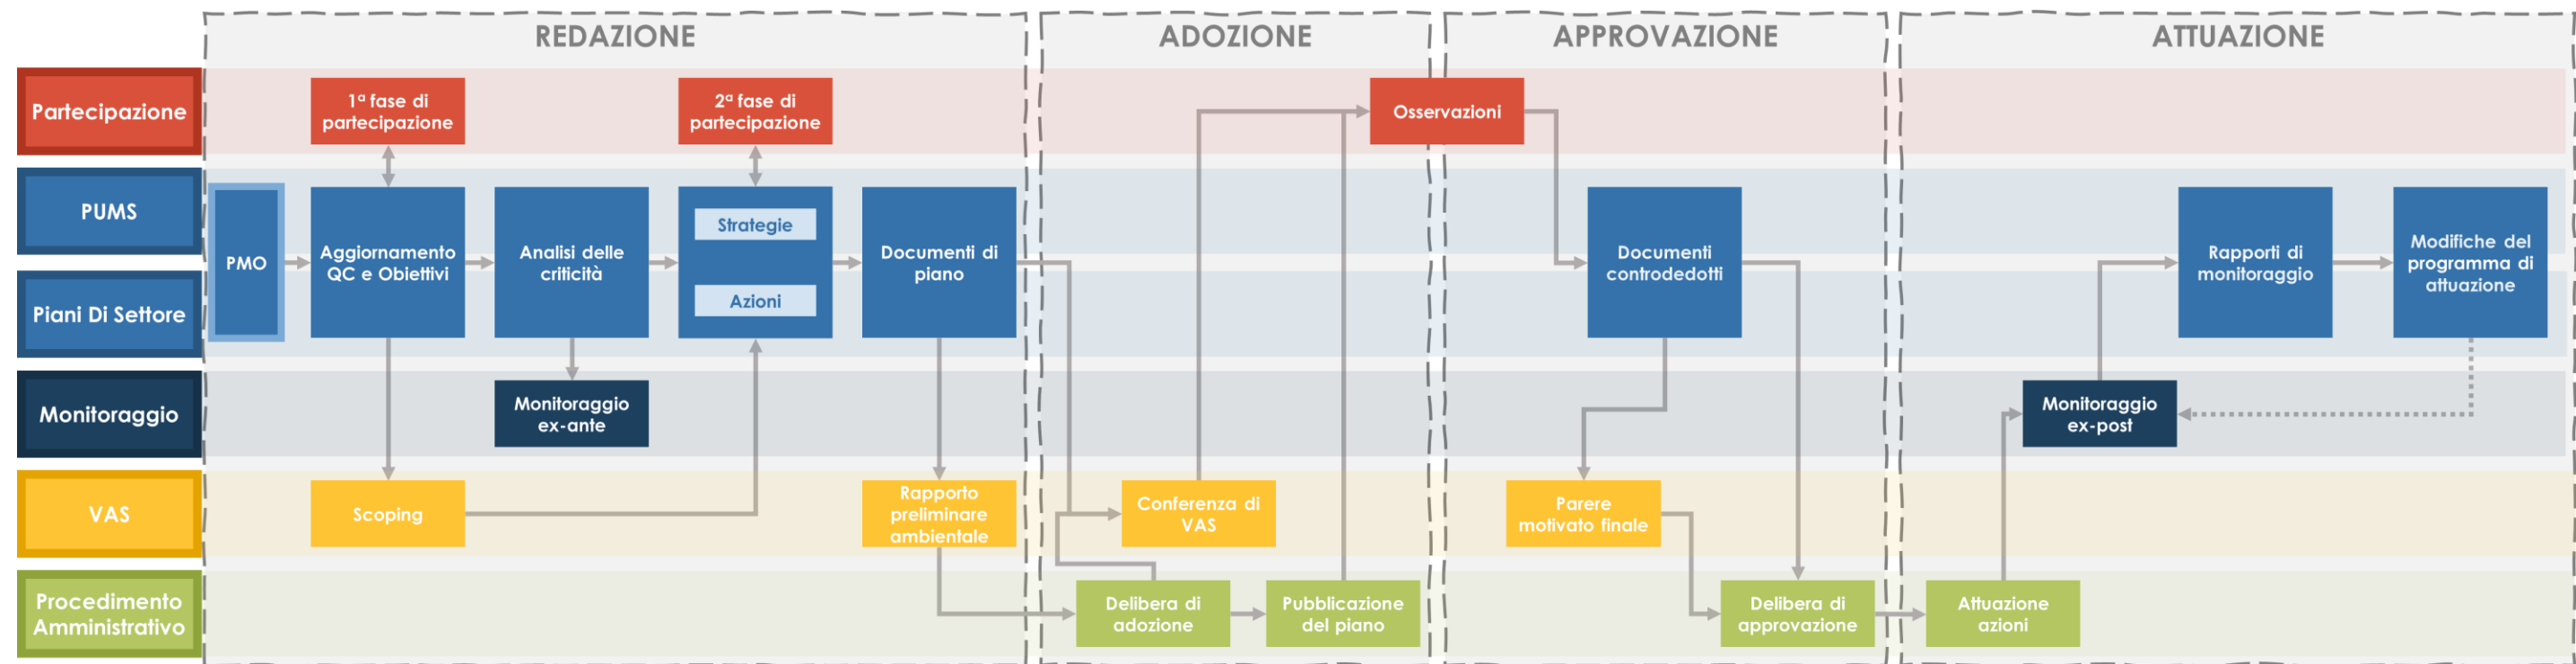 REDAZIONE
ADOZIONE
APPROVAZIONE
ATTUAZIONE
Partecipazione
1ª fase di
partecipazione
2ª fase di
partecipazione
Osservazioni
PUMS
Piani Di Settore
PMO
Aggiornamento
QC e Obiettivi
Analisi delle
criticità
Strategie
Azioni
Documenti di
piano
Documenti
controdedotti
Rapporti di
monitoraggio
Modifiche del
programma di
attuazione
Monitoraggio
Monitoraggio
ex-ante
Monitoraggio
ex-post
VAS
Scoping
Rapporto
preliminare
ambientale
Conferenza di
VAS
Parere
motivato finale
Procedimento
Amministrativo
Delibera di
adozione
Pubblicazione
del piano
Delibera di
approvazione
Attuazione
azioni